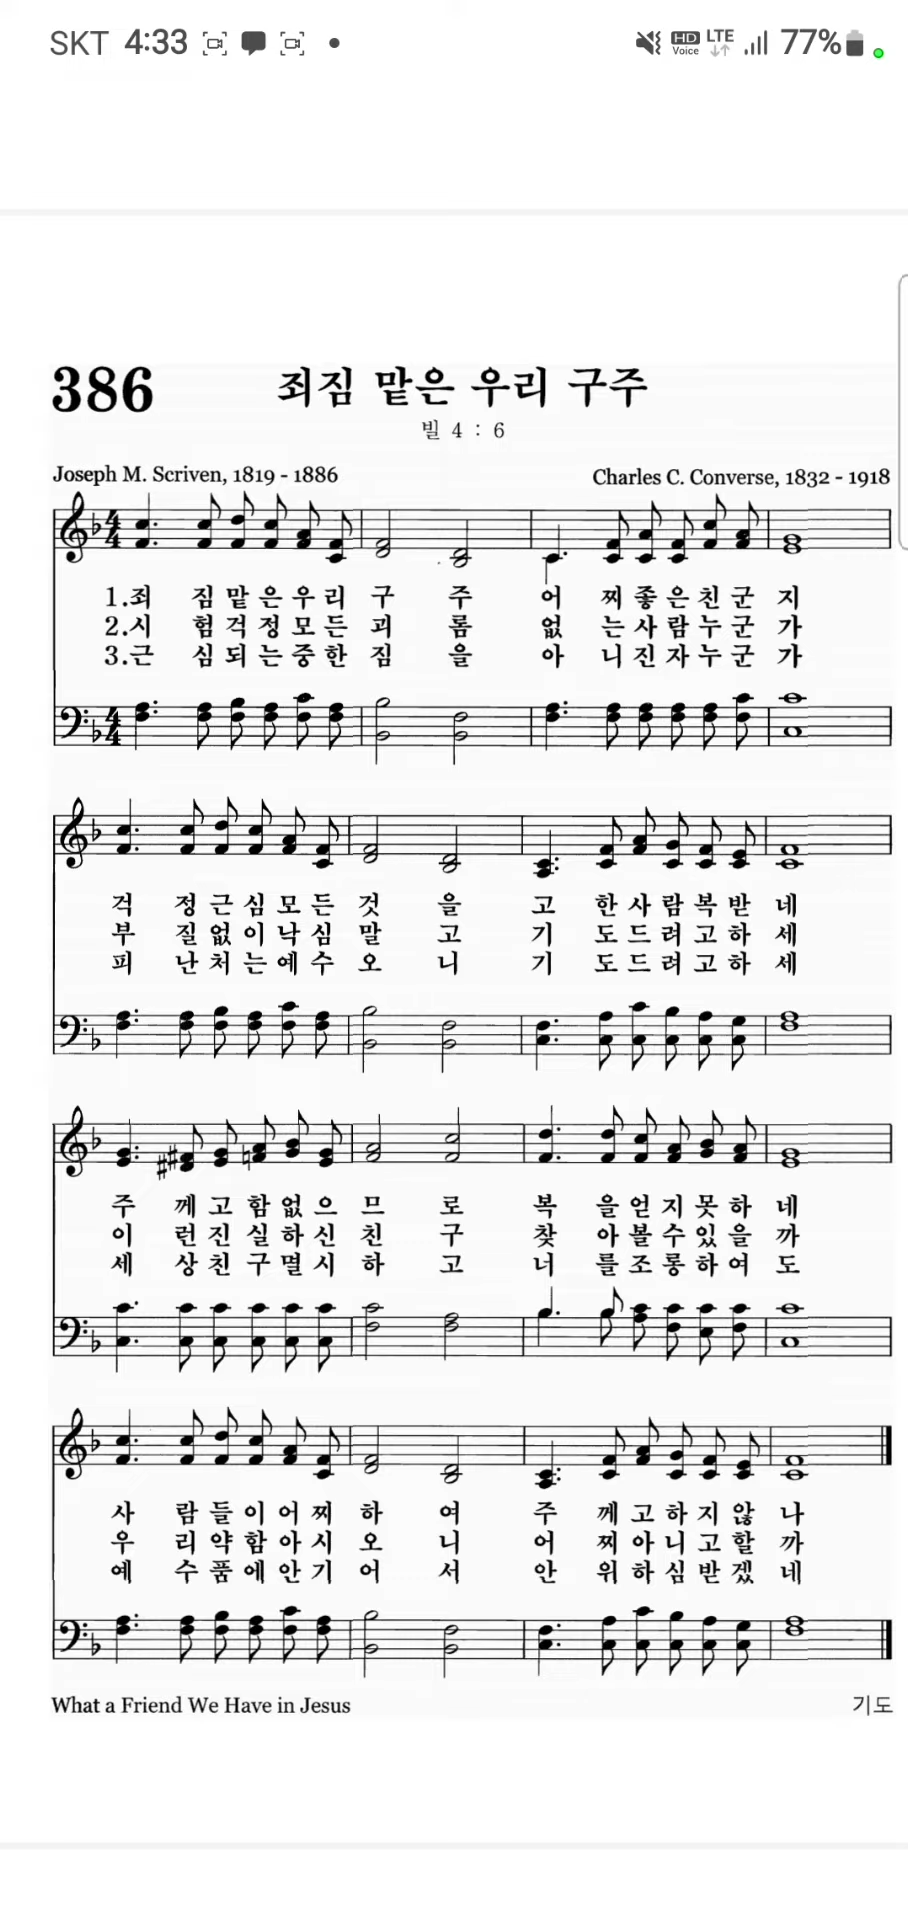 SKT 4:33 HD Voice LTE 77%
386 죄짐 맡은 우리 구주
빌 4 : 6
Joseph M. Scriven, 1819 - 1886 Charles C. Converse, 1832 - 1918
1.죄 짐맡은우리 구 주 어 찌좋은친군 지
2.시 험걱정모든 괴 롬 없 는사람누군 가
3.근 심되는중한 짐 을 아 니진자누군 가
걱 정근심모든 것 을 고 한사람복받 네
부 질없이낙심 말 고 기 도드려고하 세
피 난처는예수 오 니 기 도드려고하 세
주 께고함없으 므 로 복 을얻지못하 네
이 런진실하신 친 구 찾 아볼수있을 까
세 상친구멸시 하 고 너 를조롱하여 도
사 람들이어찌 하 여 주 께고하지않 나
우 리약함아시 오 니 어 찌아니고할 까
예 수품에안기 어 서 안 위하심받겠 네
What a Friend We Have in Jesus 기도